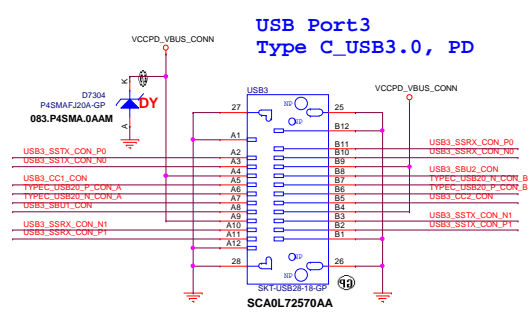 USB Port3
Type C_USB3.0, PD
VCCPD_VBUS_CONN
D7304
P4SMAFJ20A-GP
083.P4SMA.0AAM
DY
K
A
USB3
VCCPD_VBUS_CONN
NP
NP
27
25
A1
B12
USB3_SSTX_CON_P0
A2
B11
USB3_SSRX_CON_P0
USB3_SSTX_CON_N0
A3
B10
USB3_SSRX_CON_N0
A4
B9
USB3_CC1_CON
A5
B8
USB3_SBU2_CON
TYPEC_USB20_P_CON_A
A6
B7
TYPEC_USB20_N_CON_B
TYPEC_USB20_N_CON_A
A7
B6
TYPEC_USB20_P_CON_B
USB3_SBU1_CON
A8
B5
USB3_CC2_CON
A9
B4
USB3_SSRX_CON_N1
A10
B3
USB3_SSTX_CON_N1
USB3_SSRX_CON_P1
A11
B2
USB3_SSTX_CON_P1
A12
B1
28
26
NP
NP
SKT-USB28-18-GP
SCA0L72570AA